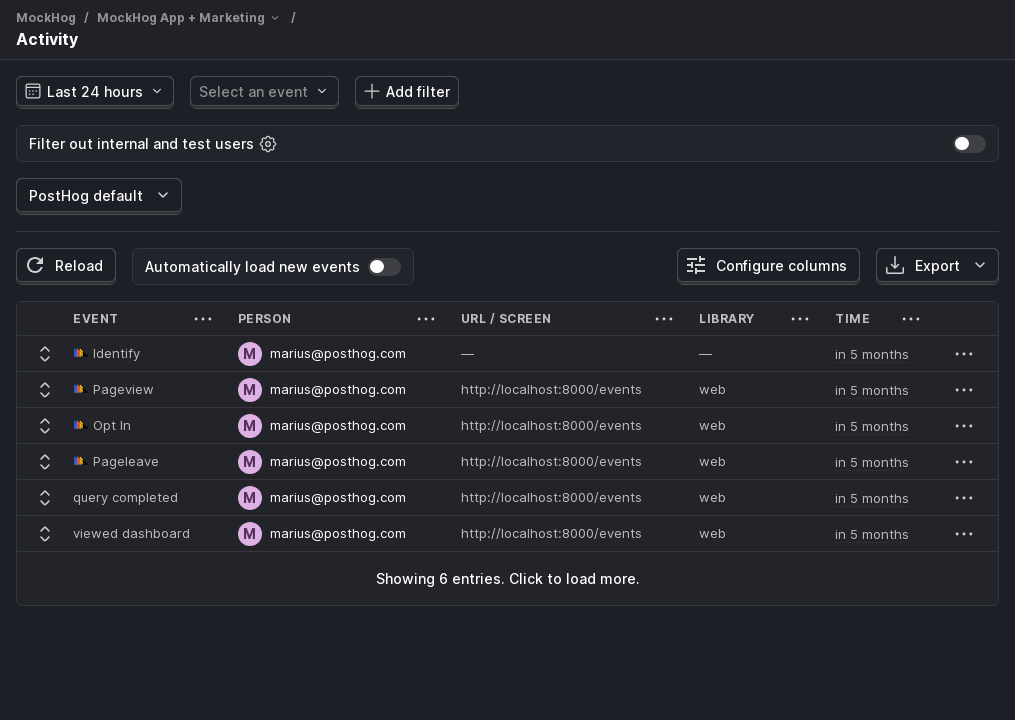 MockHog / MockHog App + Marketing /
Activity
Last 24 hours Select an event Add filter
Filter out internal and test users
PostHog default
Reload Automatically load new events Configure columns Export
EVENT PERSON URL / SCREEN LIBRARY TIME
Identify M marius@posthog.com — — in 5 months
Pageview M marius@posthog.com http://localhost:8000/events web in 5 months
Opt In M marius@posthog.com http://localhost:8000/events web in 5 months
Pageleave M marius@posthog.com http://localhost:8000/events web in 5 months
query completed M marius@posthog.com http://localhost:8000/events web in 5 months
viewed dashboard M marius@posthog.com http://localhost:8000/events web in 5 months
Showing 6 entries. Click to load more.